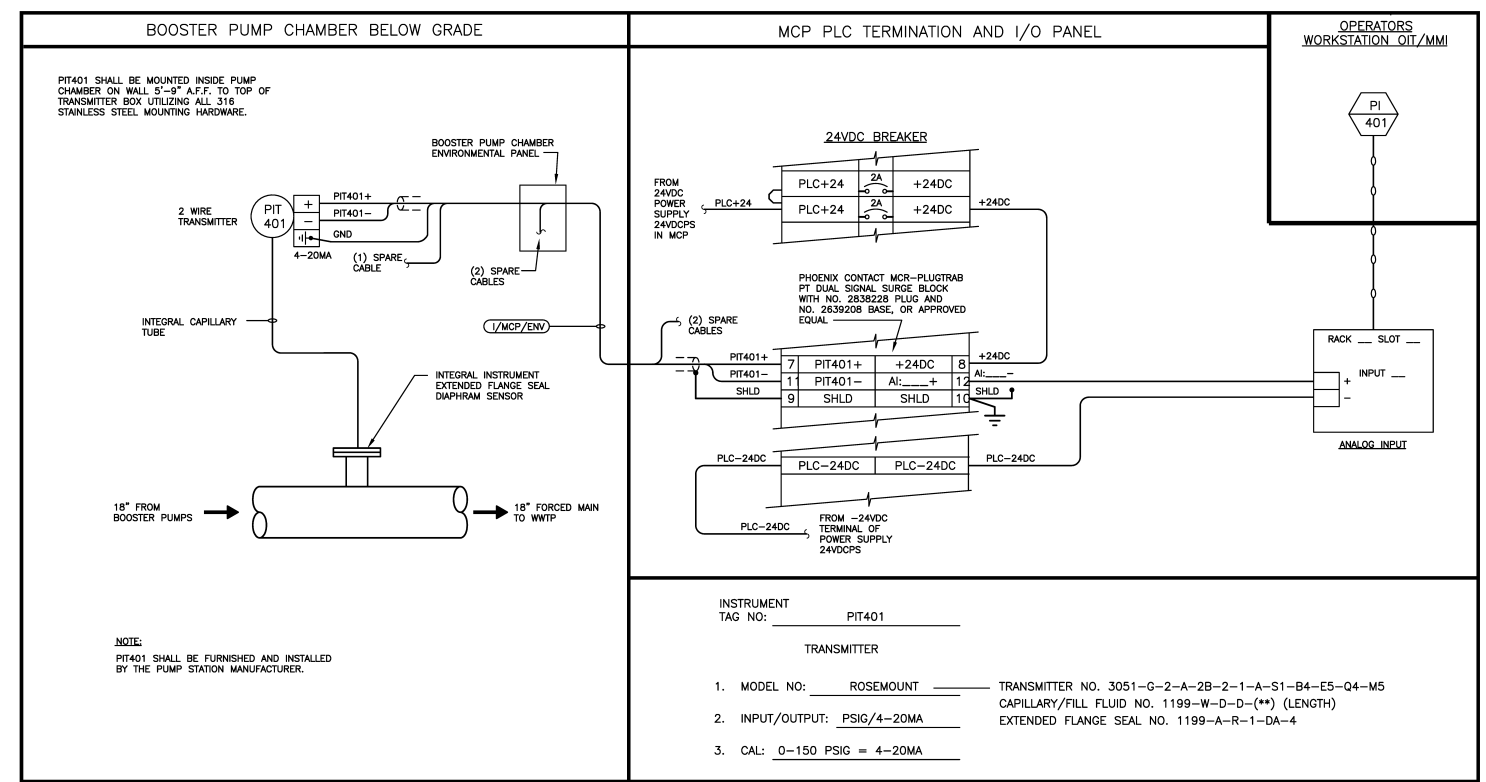 BOOSTER PUMP CHAMBER BELOW GRADE
MCP PLC TERMINATION AND I/O PANEL
OPERATORS
WORKSTATION OIT/MMI
PIT401 SHALL BE MOUNTED INSIDE PUMP
CHAMBER ON WALL 5'-9" A.F.F. TO TOP OF
TRANSMITTER BOX UTILIZING ALL 316
STAINLESS STEEL MOUNTING HARDWARE.
BOOSTER PUMP CHAMBER
ENVIRONMENTAL PANEL
2 WIRE
TRANSMITTER
PIT
401
+
-
PIT401+
PIT401-
GND
4-20MA
(1) SPARE
CABLE
(2) SPARE
CABLES
INTEGRAL CAPILLARY
TUBE
I/MCP/ENV
INTEGRAL INSTRUMENT
EXTENDED FLANGE SEAL
DIAPHRAM SENSOR
18" FROM
BOOSTER PUMPS
18" FORCED MAIN
TO WWTP
NOTE:
PIT401 SHALL BE FURNISHED AND INSTALLED
BY THE PUMP STATION MANUFACTURER.
24VDC BREAKER
FROM
24VDC
POWER
SUPPLY
24VDCPS
IN MCP
PLC+24
PLC+24 2A +24DC
PLC+24 2A +24DC
+24DC
PHOENIX CONTACT MCR-PLUGTRAB
PT DUAL SIGNAL SURGE BLOCK
WITH NO. 2838228 PLUG AND
NO. 2639208 BASE, OR APPROVED
EQUAL
(2) SPARE
CABLES
PIT401+ 7 PIT401+ +24DC 8 +24DC
PIT401- 11 PIT401- AI:___+ 12 AI:___-
SHLD 9 SHLD SHLD 10 SHLD
PLC-24DC PLC-24DC PLC-24DC PLC-24DC
PLC-24DC
FROM -24VDC
TERMINAL OF
POWER SUPPLY
24VDCPS
PI
401
RACK __ SLOT __
INPUT __
+
-
ANALOG INPUT
INSTRUMENT
TAG NO: PIT401
TRANSMITTER
1. MODEL NO: ROSEMOUNT TRANSMITTER NO. 3051-G-2-A-2B-2-1-A-S1-B4-E5-Q4-M5
CAPILLARY/FILL FLUID NO. 1199-W-D-D-(**) (LENGTH)
2. INPUT/OUTPUT: PSIG/4-20MA EXTENDED FLANGE SEAL NO. 1199-A-R-1-DA-4
3. CAL: 0-150 PSIG = 4-20MA